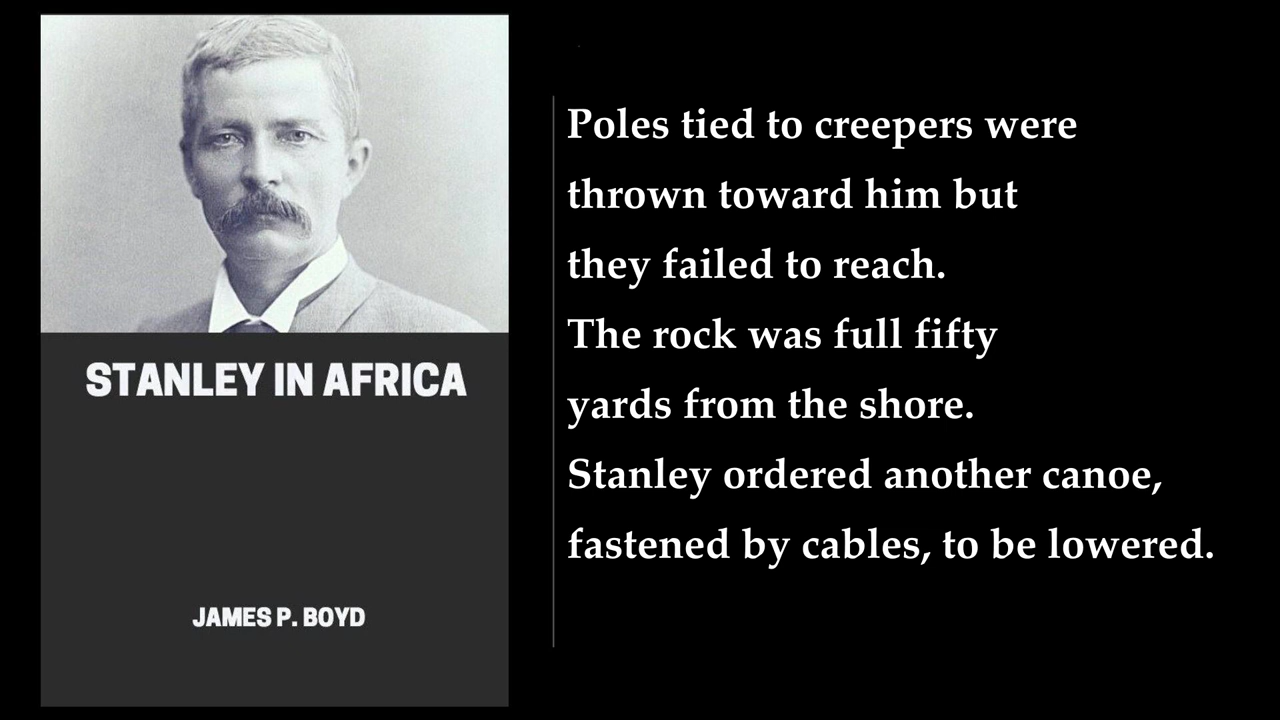 STANLEY IN AFRICA
JAMES P. BOYD
Poles tied to creepers were
thrown toward him but
they failed to reach.
The rock was full fifty
yards from the shore.
Stanley ordered another canoe,
fastened by cables, to be lowered.